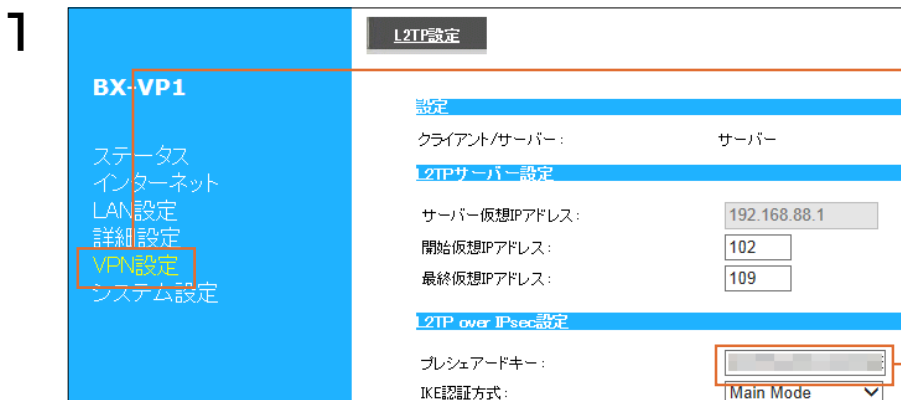 1
L2TP設定
BX-VP1
ステータス
インターネット
LAN設定
詳細設定
VPN設定
システム設定
設定
クライアント/サーバー: サーバー
L2TPサーバー設定
サーバー仮想IPアドレス: 192.168.88.1
開始仮想IPアドレス: 102
最終仮想IPアドレス: 109
L2TP over IPsec設定
プレシェアードキー:
IKE認証方式: Main Mode